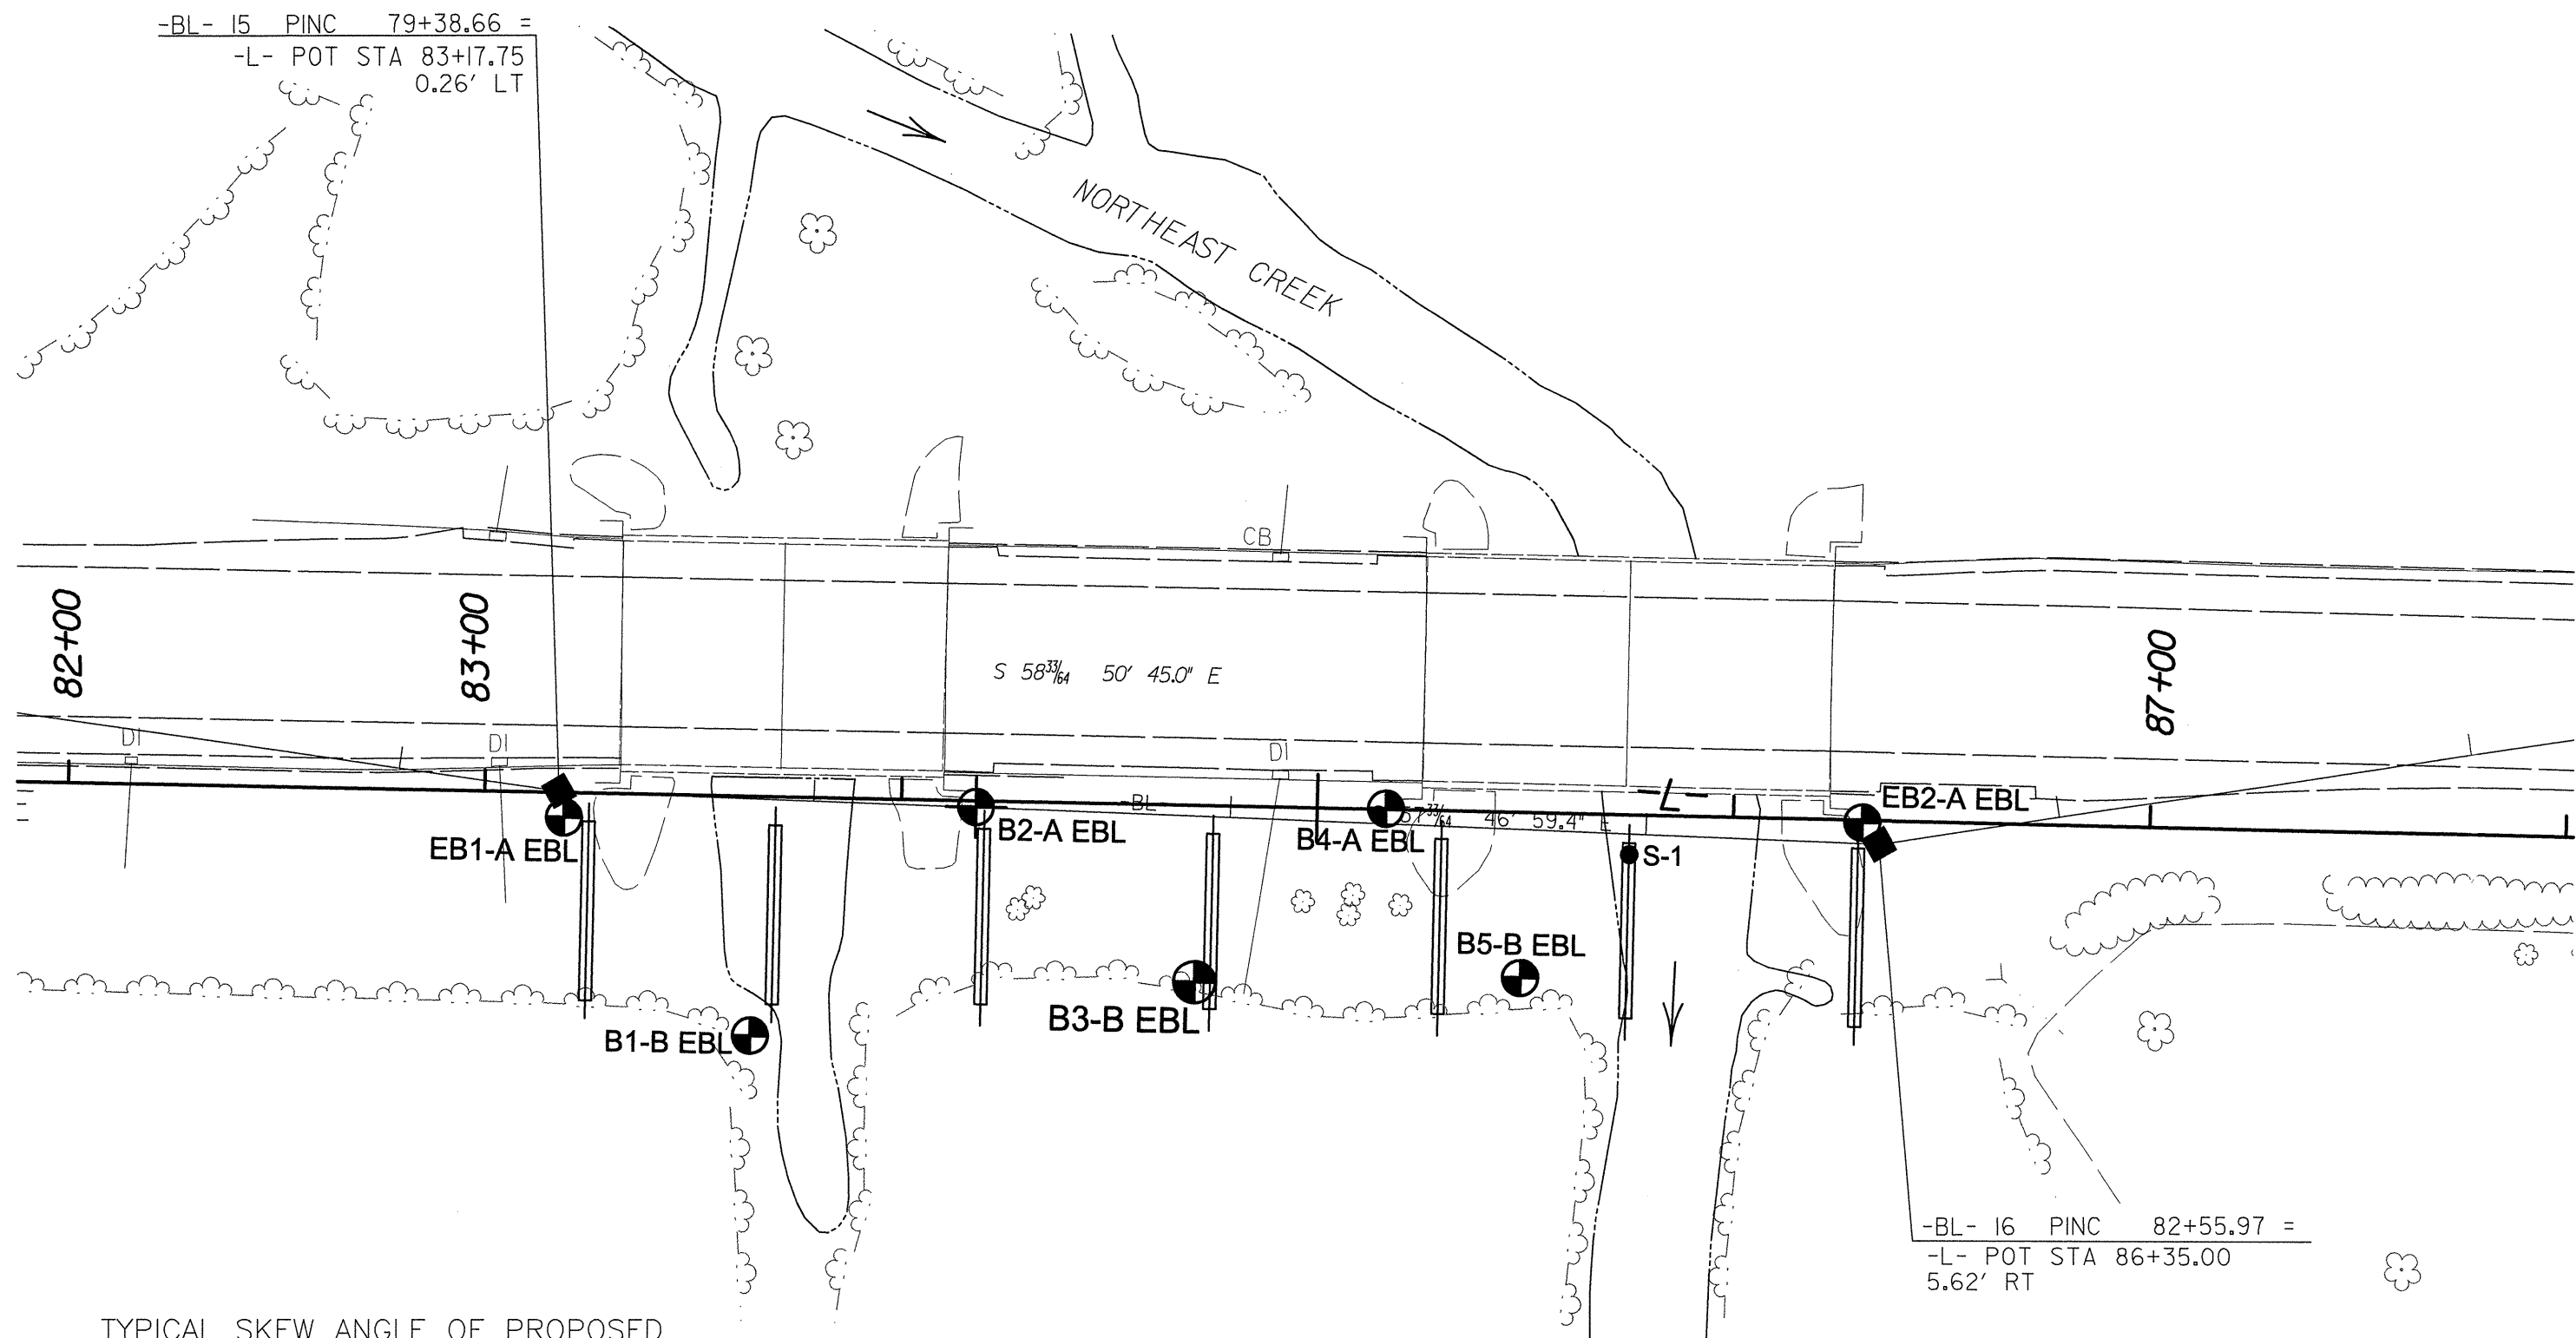 -BL- 15 PINC 79+38.66 =
-L- POT STA 83+17.75
0.26' LT
NORTHEAST CREEK
CB
82+00
83+00
S 58 33/64 50' 45.0" E
87+00
DI
DI
DI
-BL-
-L-
EB2-A EBL
57 33/64 46' 59.4" E
EB1-A EBL
B2-A EBL
B4-A EBL
S-1
B5-B EBL
B3-B EBL
B1-B EBL
-BL- 16 PINC 82+55.97 =
-L- POT STA 86+35.00
5.62' RT
TYPICAL SKEW ANGLE OF PROPOSED